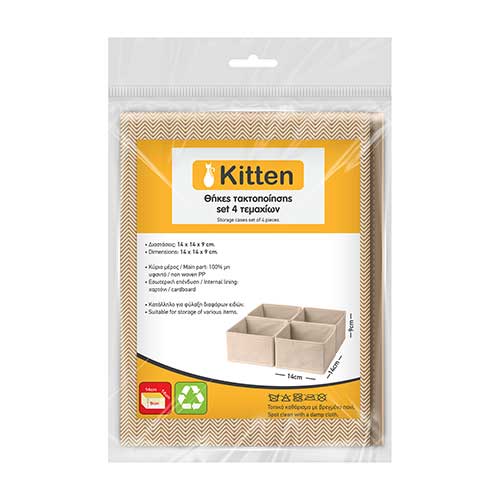 Kitten
Θήκες τακτοποίησης
set 4 τεμαχίων
Storage cases set of 4 pieces.
• Διαστάσεις: 14 x 14 x 9 cm.
• Dimensions: 14 x 14 x 9 cm.
• Κύριο μέρος / Main part: 100% μη
υφαντό / non woven PP
• Εσωτερική επένδυση / Internal lining:
χαρτόνι / cardboard
• Κατάλληλο για φύλαξη διαφόρων ειδών.
• Suitable for storage of various items.
9cm
14cm
14cm
14cm
9cm
Τοπικό καθάρισμα με βρεγμένο πανί.
Spot clean with a damp cloth.